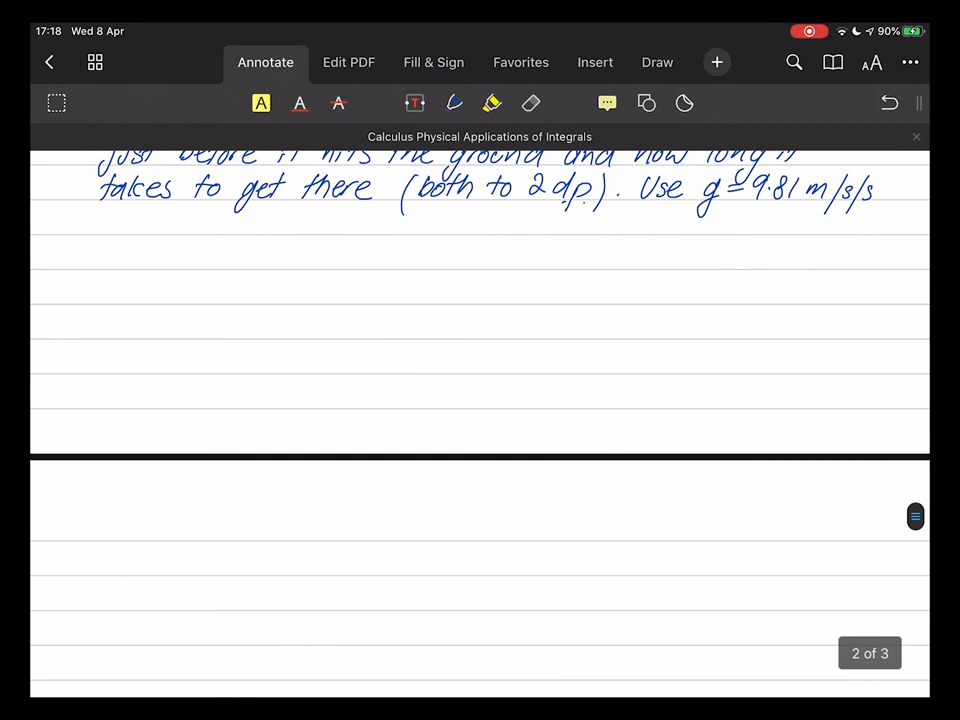 17:18 Wed 8 Apr 90%
Annotate Edit PDF Fill & Sign Favorites Insert Draw +
AA
A A A T
Calculus Physical Applications of Integrals
just before it hits the ground and how long it
takes to get there (both to 2 d.p.). Use g = 9.81 m/s/s
2 of 3